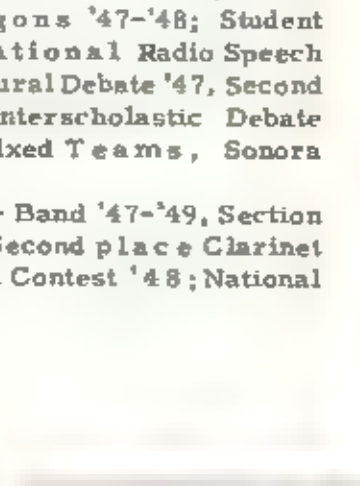 gons '47-'48; Student
ational Radio Speech
ural Debate '47, Second
nterscholastic Debate
ixed Teams, Sonora
Band '47-'49, Section
Second place Clarinet
Contest '48; National